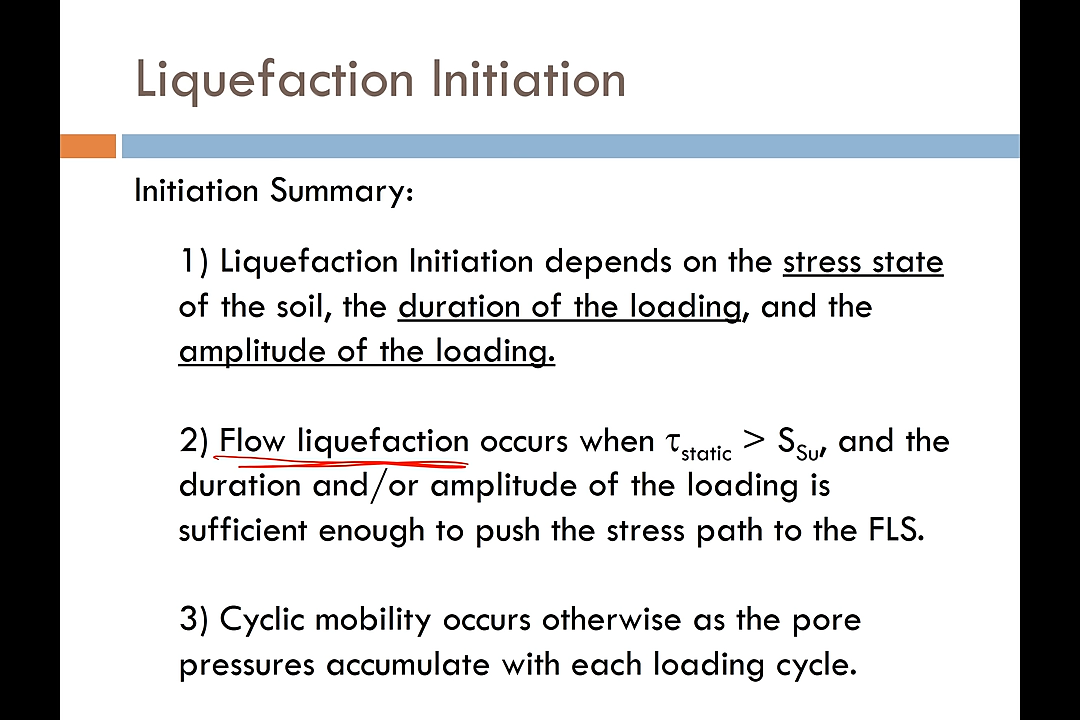 Liquefaction Initiation
Initiation Summary:
1) Liquefaction Initiation depends on the stress state
of the soil, the duration of the loading, and the
amplitude of the loading.
2) Flow liquefaction occurs when τstatic > SSu, and the
duration and/or amplitude of the loading is
sufficient enough to push the stress path to the FLS.
3) Cyclic mobility occurs otherwise as the pore
pressures accumulate with each loading cycle.